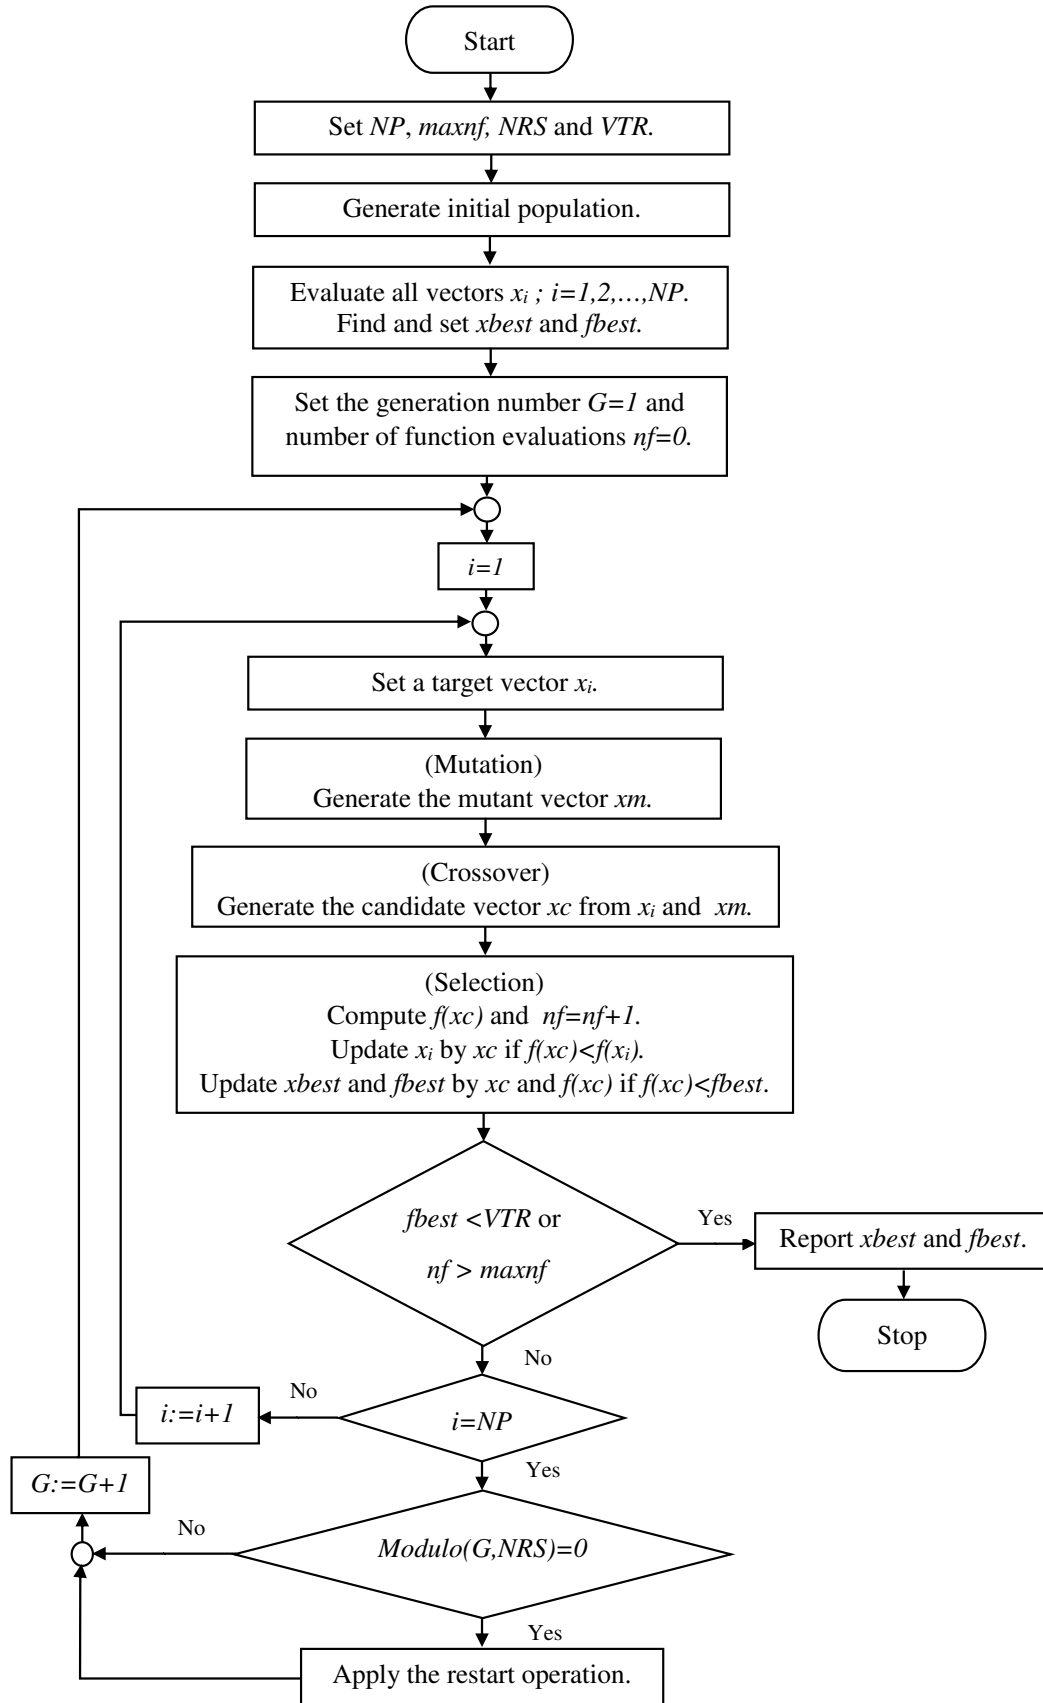 Start
Set NP, maxnf, NRS and VTR.
Generate initial population.
Evaluate all vectors xi ; i=1,2,...,NP.
Find and set xbest and fbest.
Set the generation number G=1 and
number of function evaluations nf=0.
i=1
Set a target vector xi.
(Mutation)
Generate the mutant vector xm.
(Crossover)
Generate the candidate vector xc from xi and xm.
(Selection)
Compute f(xc) and nf=nf+1.
Update xi by xc if f(xc)<f(xi).
Update xbest and fbest by xc and f(xc) if f(xc)<fbest.
fbest <VTR or
nf > maxnf
Yes
Report xbest and fbest.
Stop
No
i=NP
No
i:=i+1
Yes
G:=G+1
Modulo(G,NRS)=0
No
Yes
Apply the restart operation.